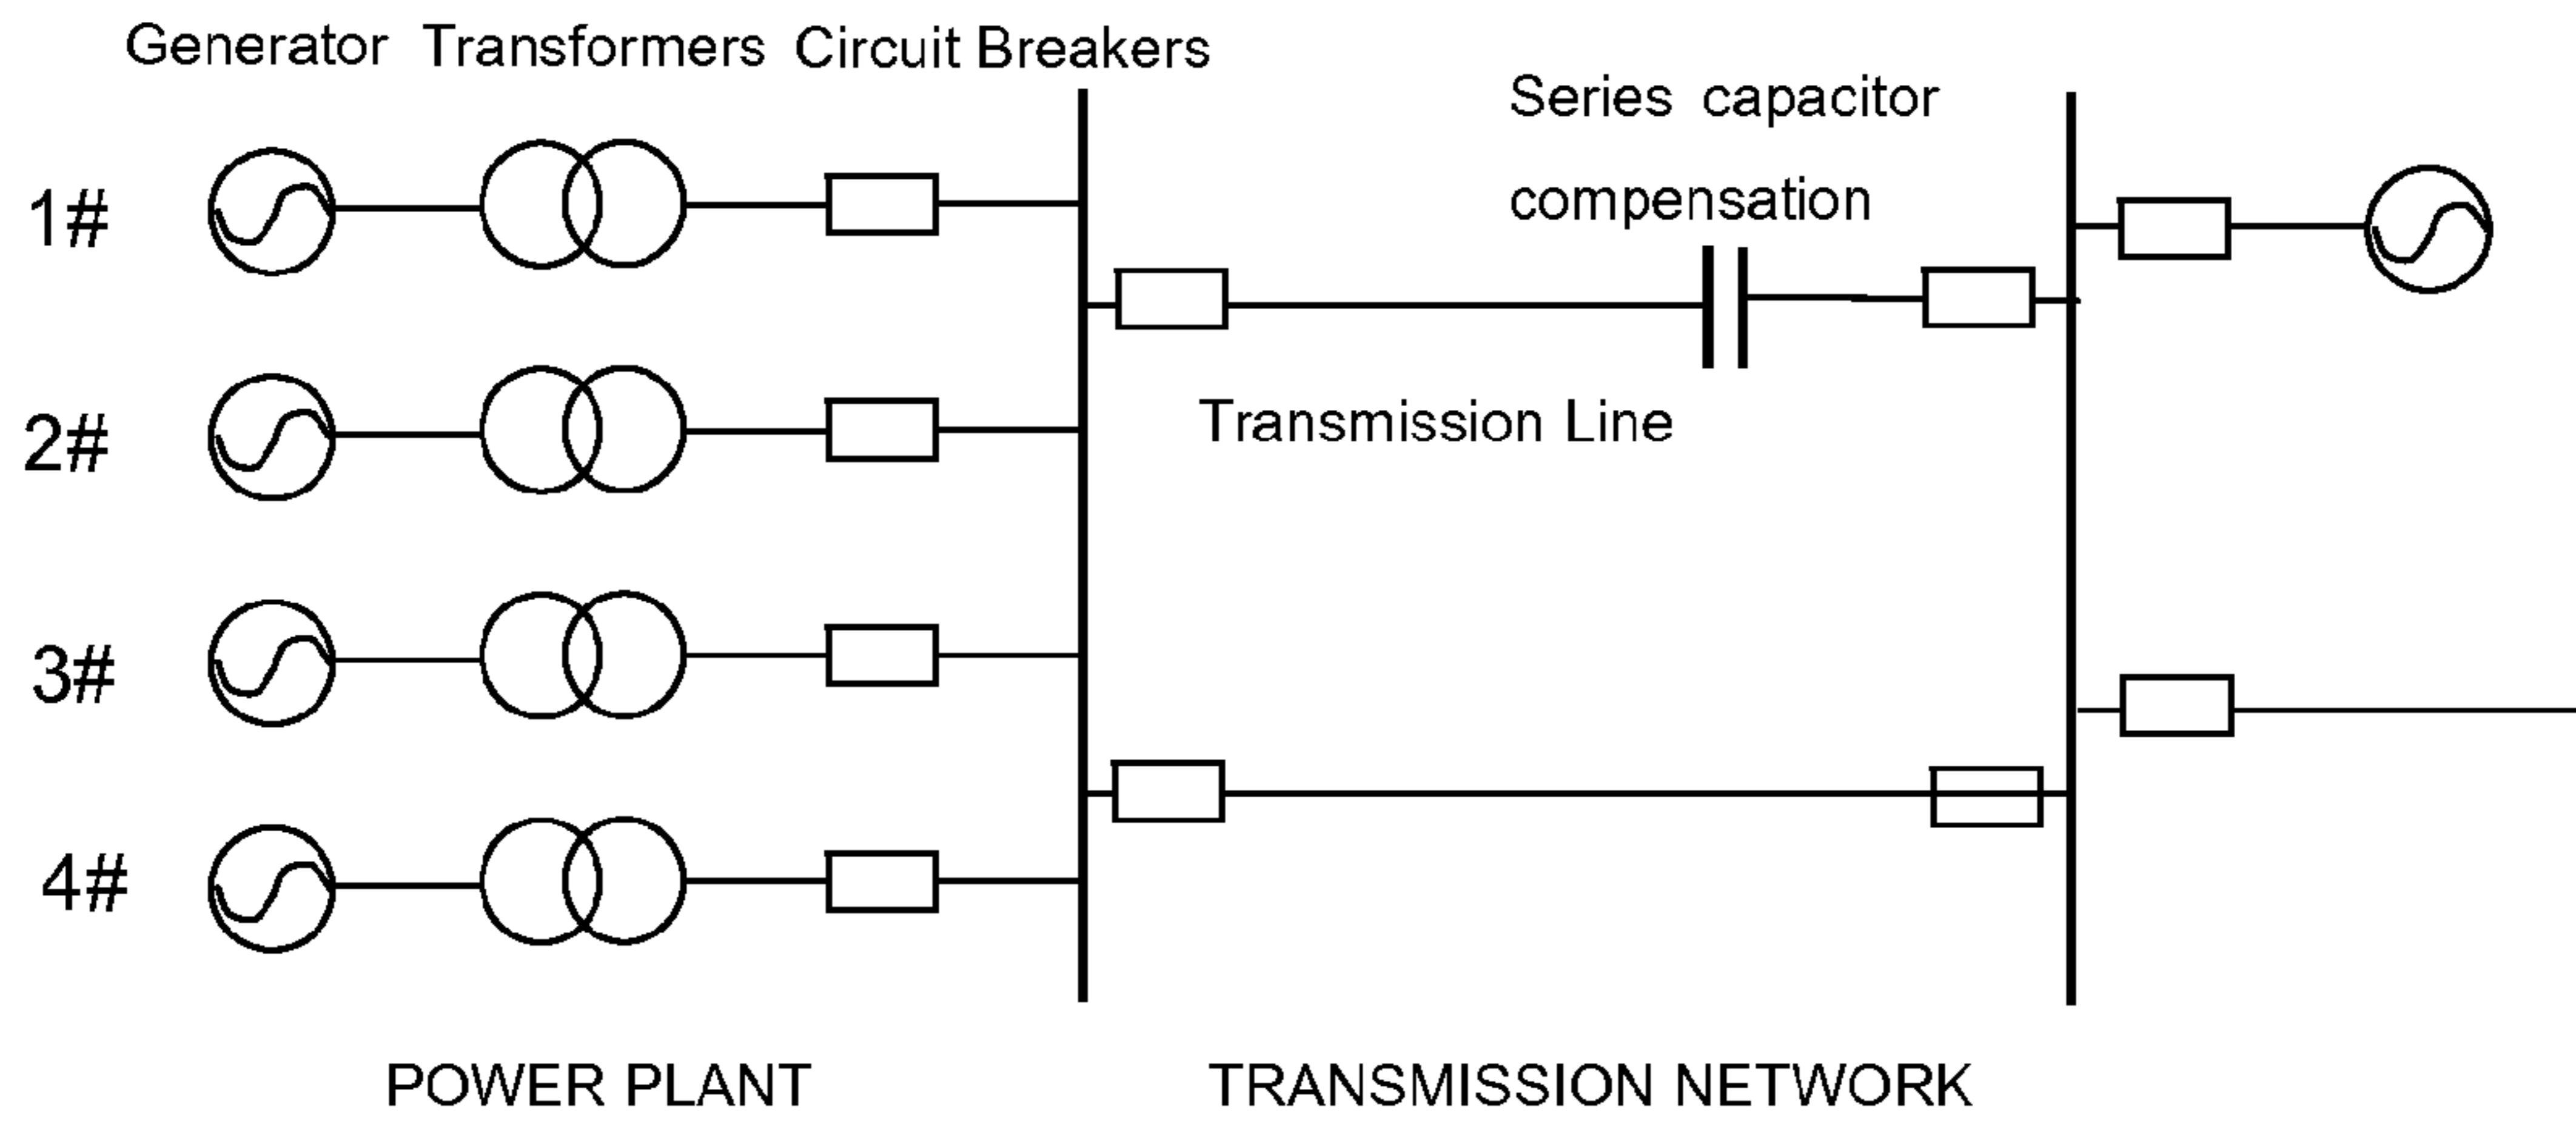 Generator Transformers Circuit Breakers
Series capacitor
compensation
1#
2#
Transmission Line
3#
4#
POWER PLANT
TRANSMISSION NETWORK